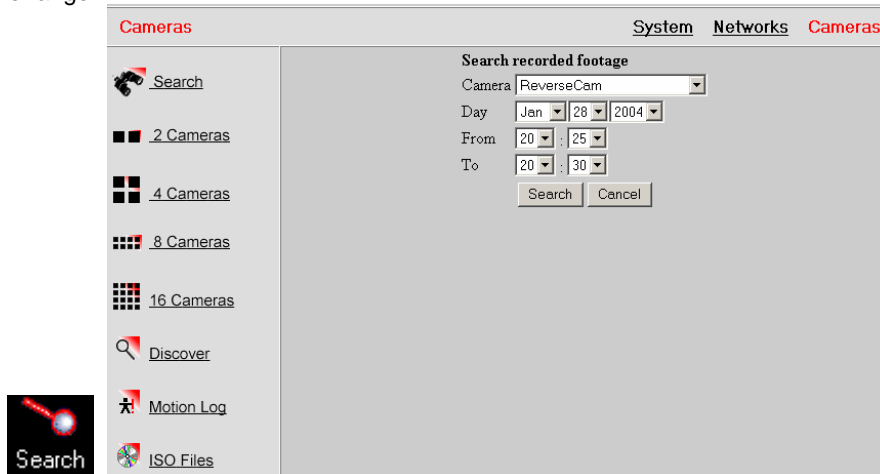 Cameras
System Networks Cameras
Search
2 Cameras
4 Cameras
8 Cameras
16 Cameras
Discover
Motion Log
ISO Files
Search recorded footage
Camera ReverseCam
Day Jan 28 2004
From 20 : 25
To 20 : 30
Search Cancel
Search